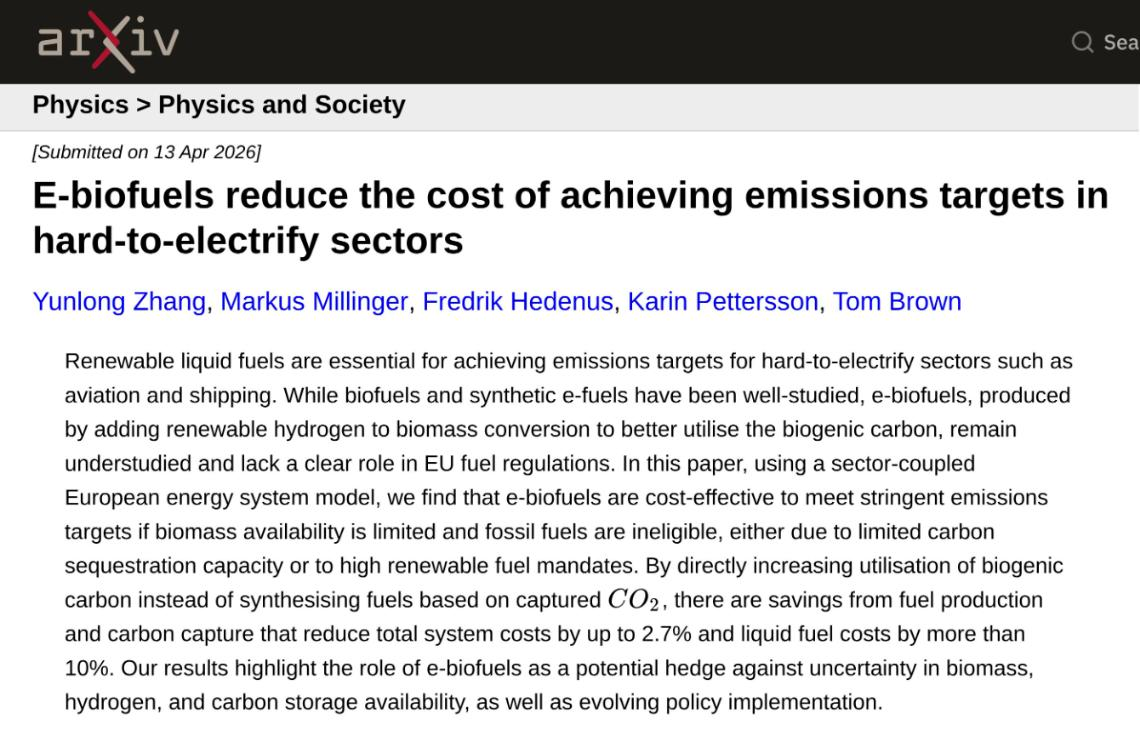 arXiv
Sea
Physics > Physics and Society
[Submitted on 13 Apr 2026]
E-biofuels reduce the cost of achieving emissions targets in
hard-to-electrify sectors
Yunlong Zhang, Markus Millinger, Fredrik Hedenus, Karin Pettersson, Tom Brown
Renewable liquid fuels are essential for achieving emissions targets for hard-to-electrify sectors such as
aviation and shipping. While biofuels and synthetic e-fuels have been well-studied, e-biofuels, produced
by adding renewable hydrogen to biomass conversion to better utilise the biogenic carbon, remain
understudied and lack a clear role in EU fuel regulations. In this paper, using a sector-coupled
European energy system model, we find that e-biofuels are cost-effective to meet stringent emissions
targets if biomass availability is limited and fossil fuels are ineligible, either due to limited carbon
sequestration capacity or to high renewable fuel mandates. By directly increasing utilisation of biogenic
carbon instead of synthesising fuels based on captured CO₂, there are savings from fuel production
and carbon capture that reduce total system costs by up to 2.7% and liquid fuel costs by more than
10%. Our results highlight the role of e-biofuels as a potential hedge against uncertainty in biomass,
hydrogen, and carbon storage availability, as well as evolving policy implementation.